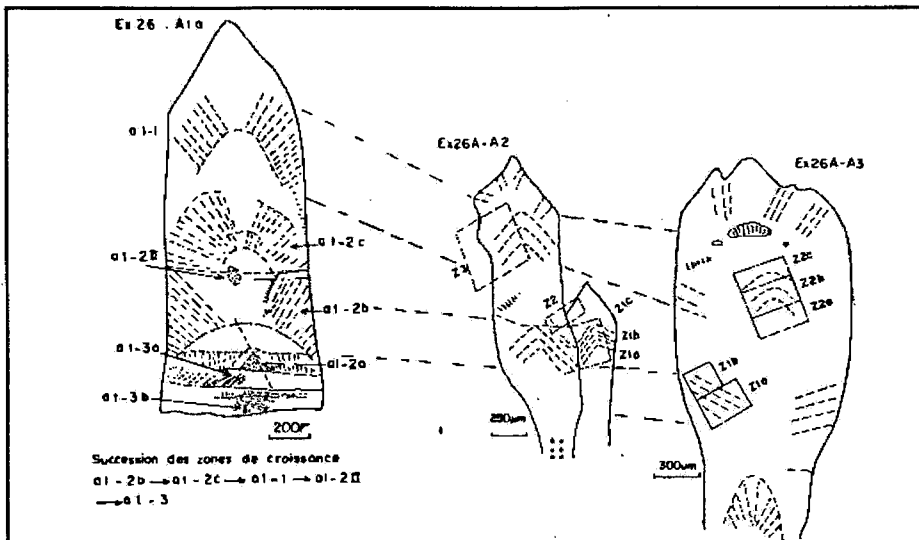 Ex 26 . A1a
a1-1
a1-2II
a1-2c
a1-2b
a1-3a
a1-2a
a1-3b
200
Succession des zones de croissance
a1-2b → a1-2c → a1-1 → a1-2II
→ a1-3
Ex26A-A2
Z3
Z2
Z1C
Z1b
Z1a
250µm
Ex26A-A3
Z2c
Z2b
Z2a
Z1b
Z1a
300µm